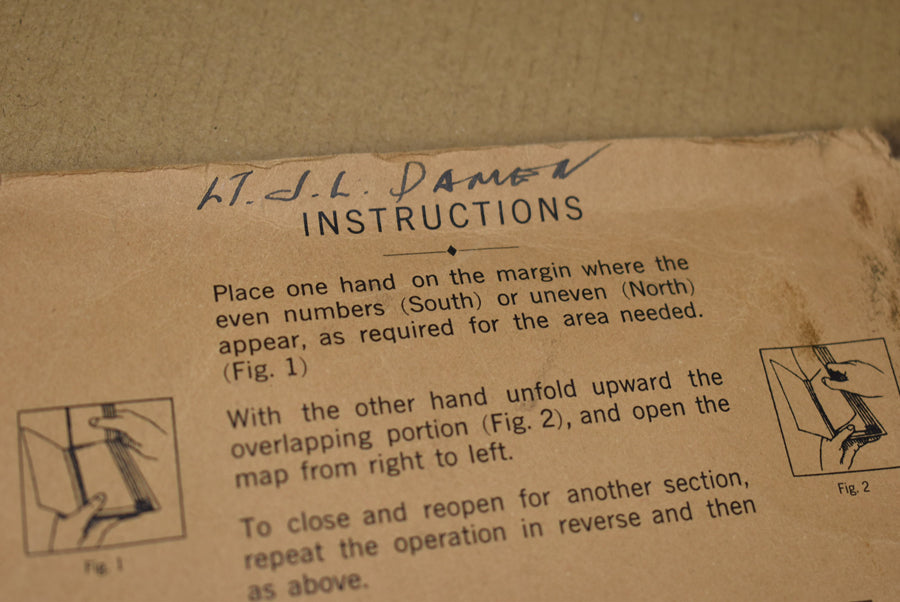 LT. J. L. DAMEN
INSTRUCTIONS
Place one hand on the margin where the
even numbers (South) or uneven (North)
appear, as required for the area needed.
(Fig. 1)
With the other hand unfold upward the
overlapping portion (Fig. 2), and open the
map from right to left.
To close and reopen for another section,
repeat the operation in reverse and then
as above.
Fig. 1
Fig. 2